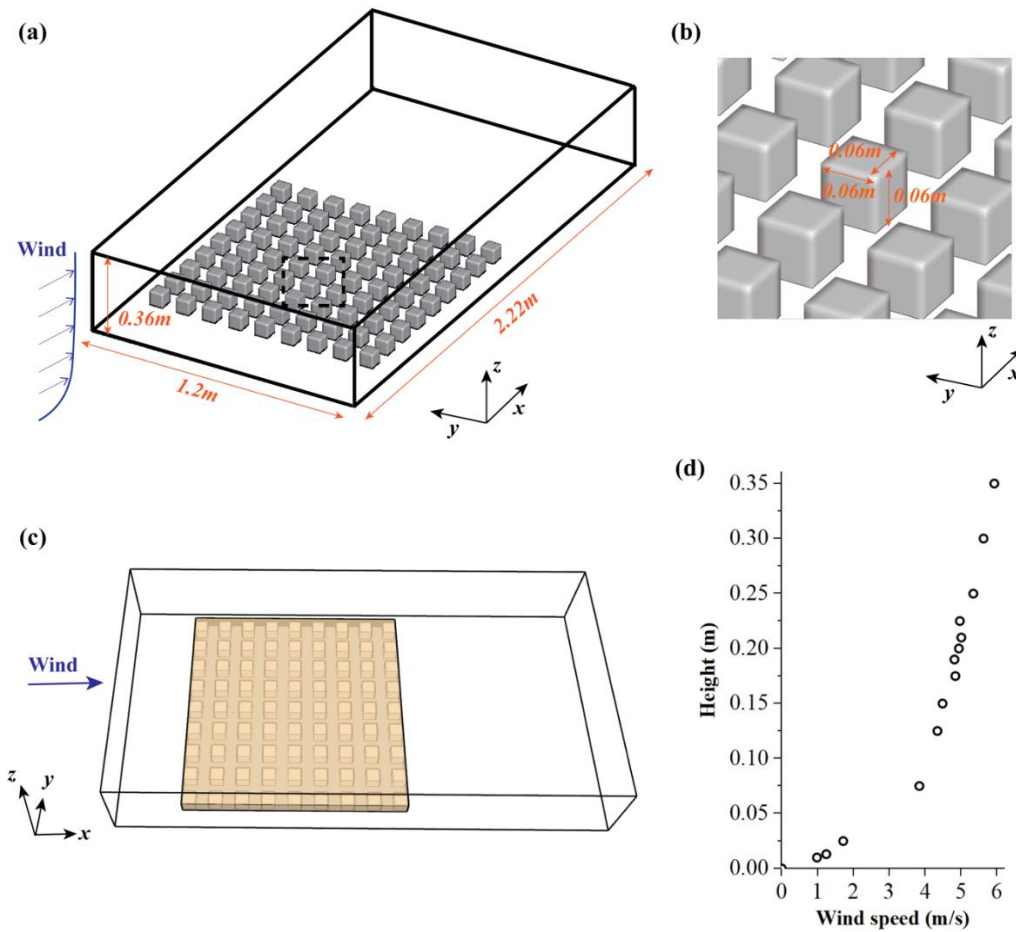 (a)
Wind
0.36m
1.2m
2.22m
z
x
y
(b)
0.06m
0.06m
0.06m
z
x
y
(c)
Wind
z
y
x
(d)
Height (m)
0.35
0.30
0.25
0.20
0.15
0.10
0.05
0.00
0 1 2 3 4 5 6
Wind speed (m/s)